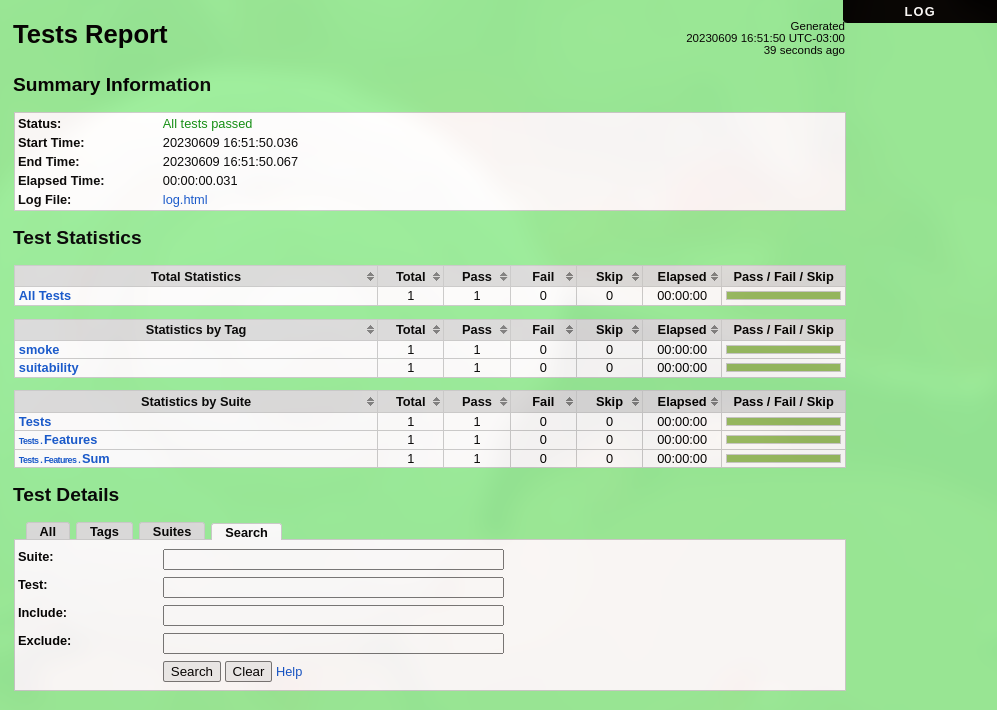 LOG
Tests Report
Generated
20230609 16:51:50 UTC-03:00
39 seconds ago
Summary Information
Status: All tests passed
Start Time: 20230609 16:51:50.036
End Time: 20230609 16:51:50.067
Elapsed Time: 00:00:00.031
Log File: log.html
Test Statistics
Total Statistics Total Pass Fail Skip Elapsed Pass / Fail / Skip
All Tests 1 1 0 0 00:00:00
Statistics by Tag Total Pass Fail Skip Elapsed Pass / Fail / Skip
smoke 1 1 0 0 00:00:00
suitability 1 1 0 0 00:00:00
Statistics by Suite Total Pass Fail Skip Elapsed Pass / Fail / Skip
Tests 1 1 0 0 00:00:00
Tests . Features 1 1 0 0 00:00:00
Tests . Features . Sum 1 1 0 0 00:00:00
Test Details
All Tags Suites Search
Suite:
Test:
Include:
Exclude:
Search Clear Help